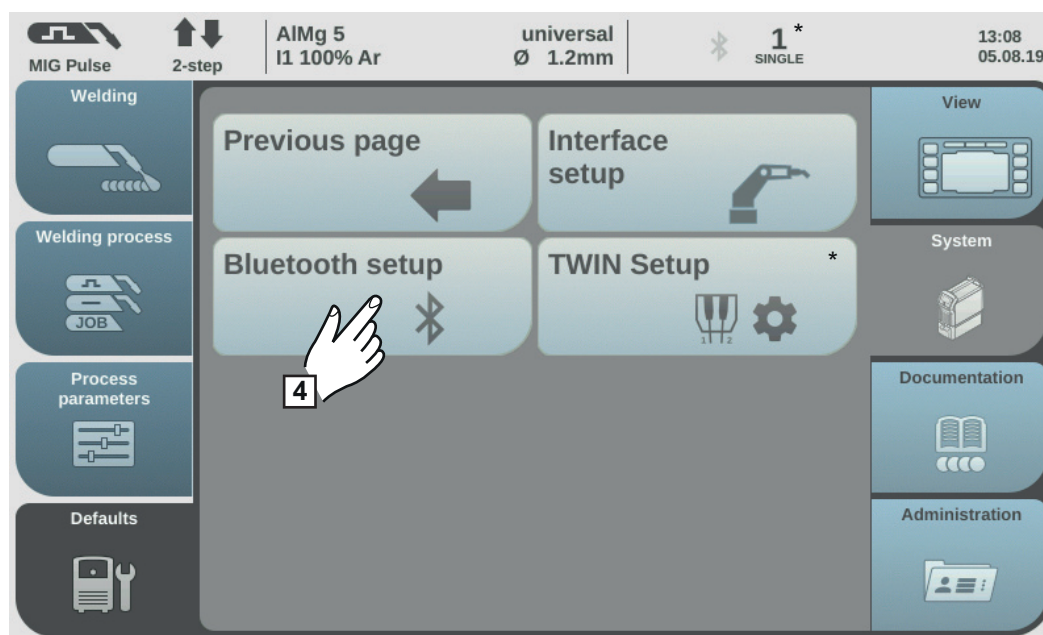 MIG Pulse
2-step
AlMg 5
I1 100% Ar
universal
Ø 1.2mm
1 *
SINGLE
13:08
05.08.19
Welding
Welding process
JOB
Process
parameters
Defaults
Previous page
Interface
setup
Bluetooth setup
4
TWIN Setup *
1 2
View
System
Documentation
Administration